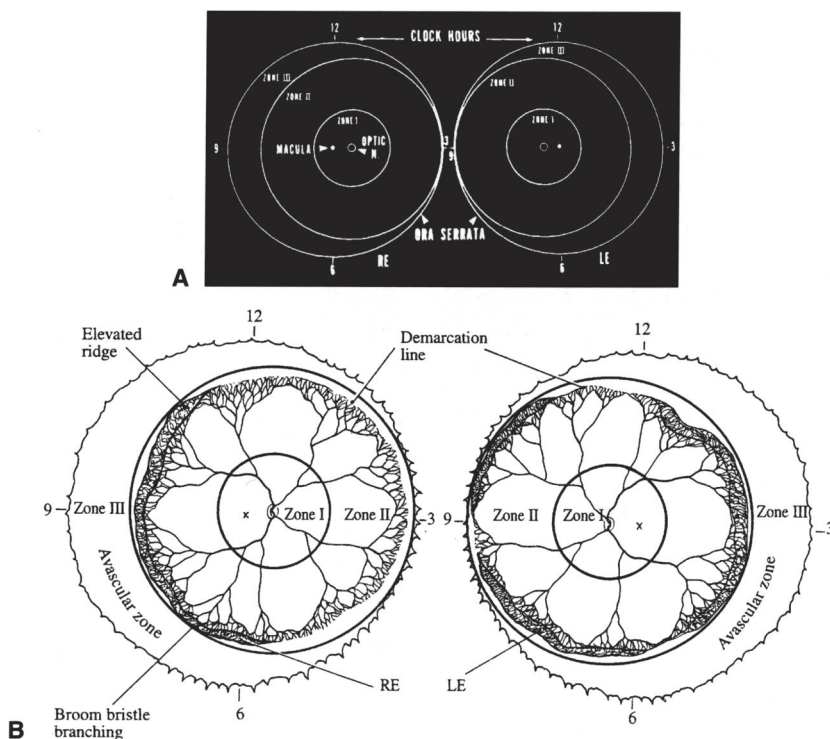 12
CLOCK HOURS
12
ZONE III
ZONE II
ZONE III
ZONE II
ZONE I
ZONE I
9
MACULA
OPTIC
N.
3
9
3
ORA SERRATA
6
RE
6
LE
A
12
Elevated
ridge
Demarcation
line
12
9
Zone III
Zone I
Zone II
3
9
Zone II
Zone I
Zone III
3
Avascular zone
Avascular zone
RE
LE
6
6
Broom bristle
branching
B